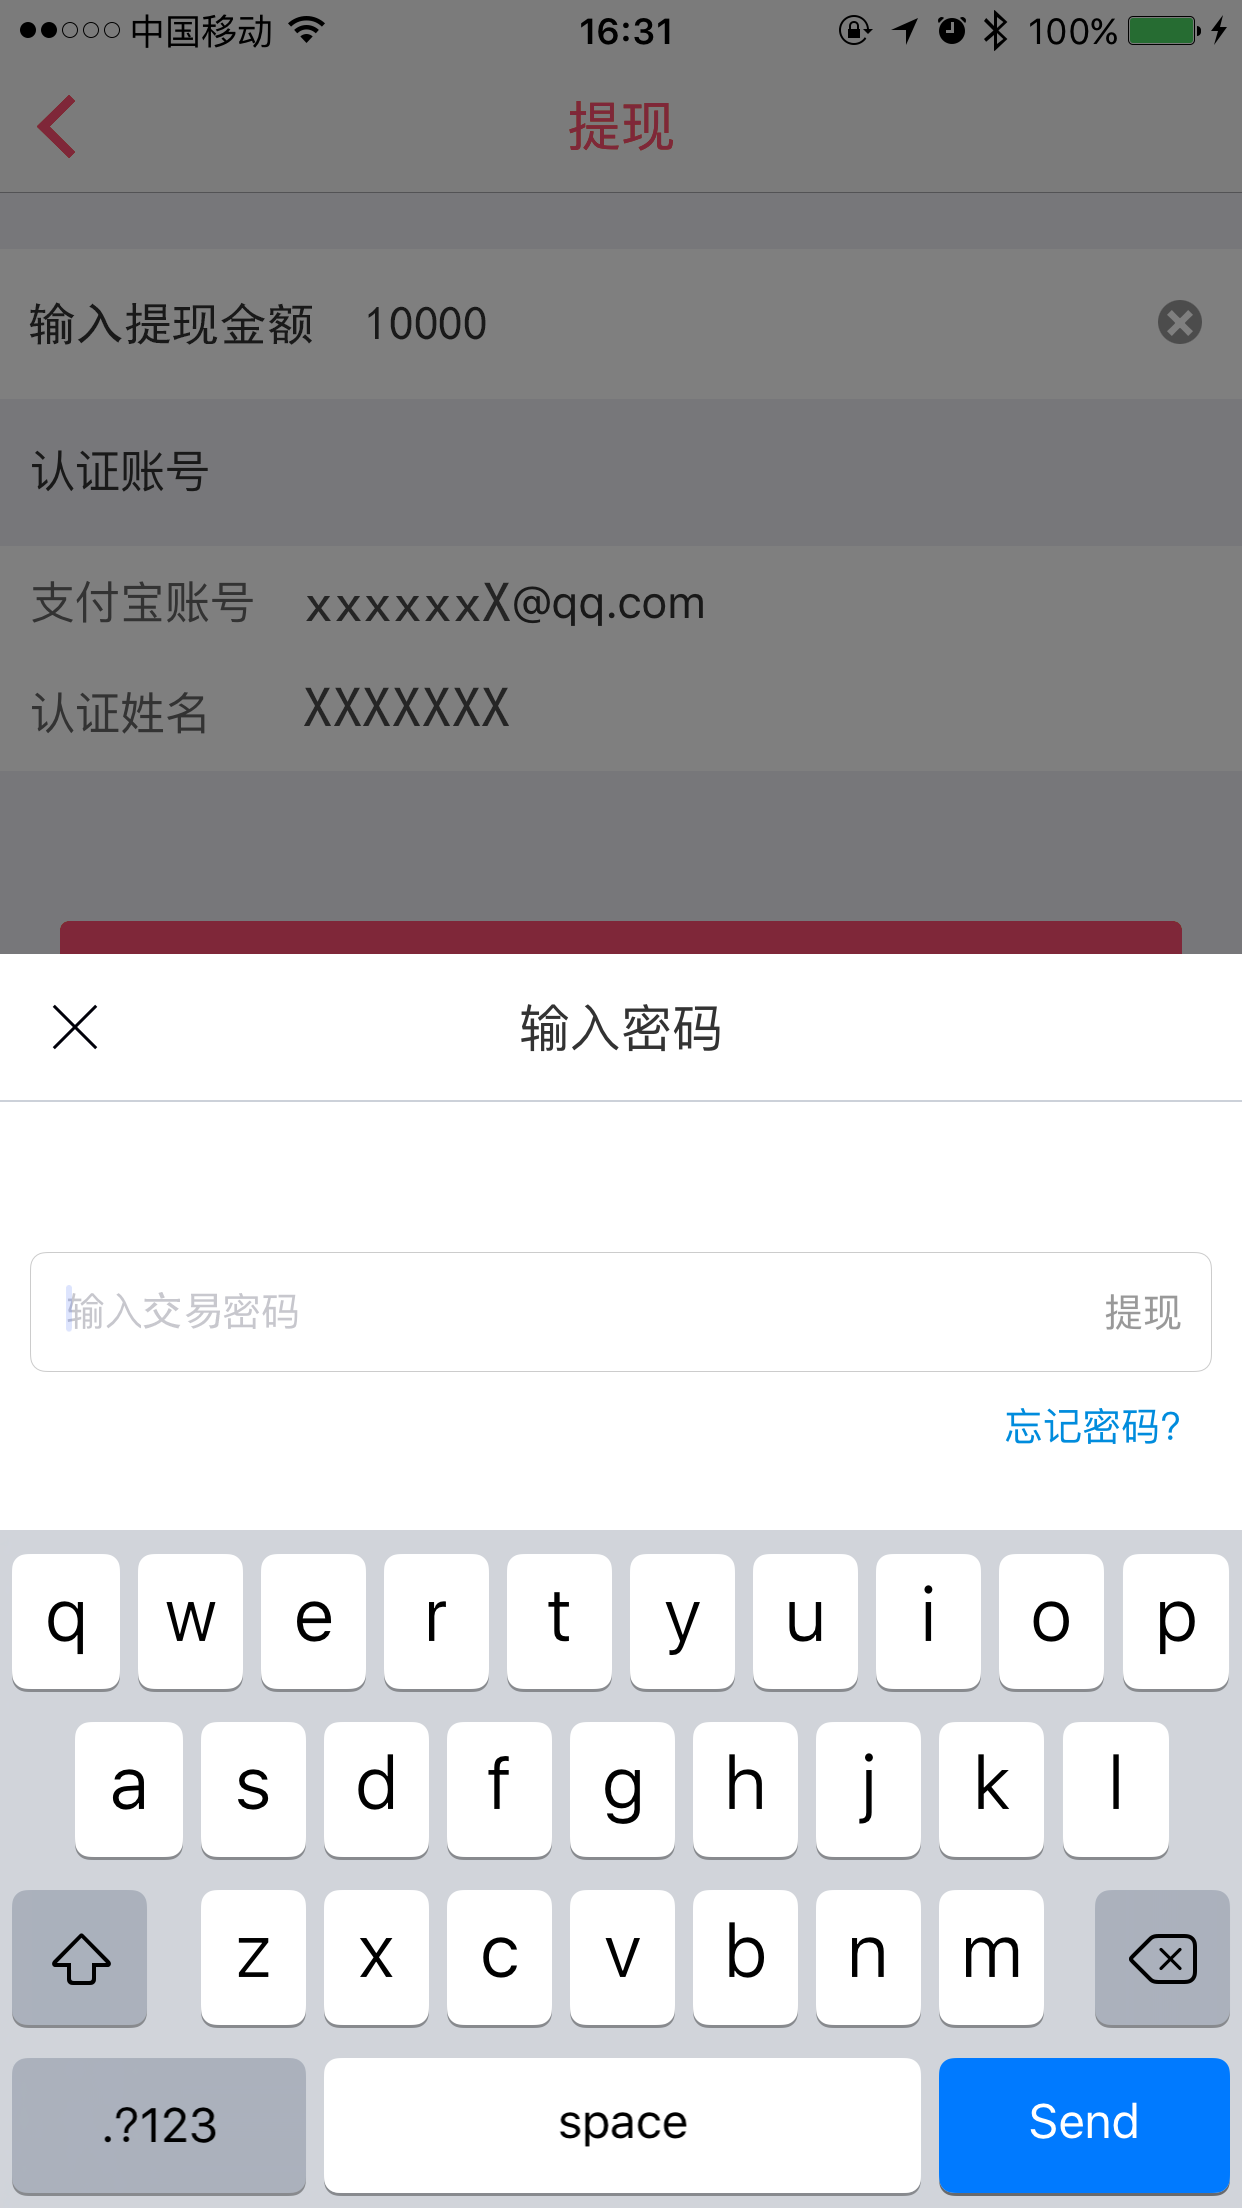 中国移动 16:31 100%
提现
输入提现金额 10000
认证账号
支付宝账号 xxxxxxX@qq.com
认证姓名 XXXXXXX
输入密码
输入交易密码 提现
忘记密码?
q w e r t y u i o p
a s d f g h j k l
z x c v b n m
.?123 space Send